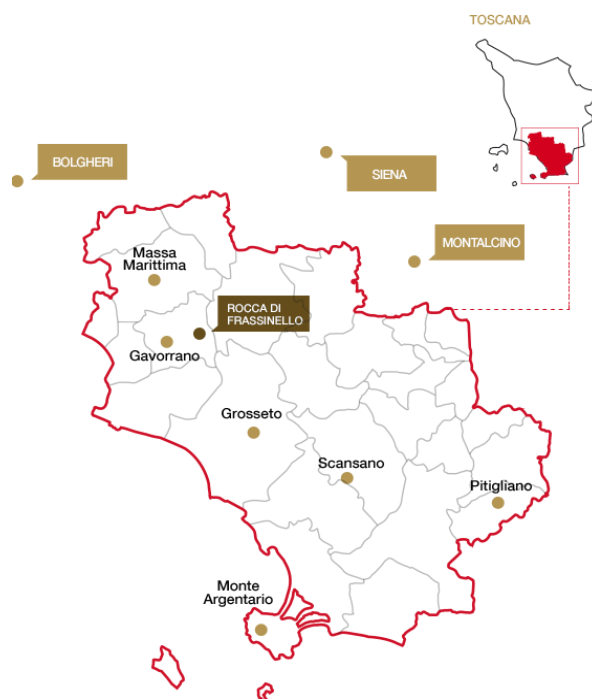 TOSCANA
BOLGHERI
SIENA
MONTALCINO
Massa
Marittima
ROCCA DI
FRASSINELLO
Gavorrano
Grosseto
Scansano
Pitigliano
Monte
Argentario